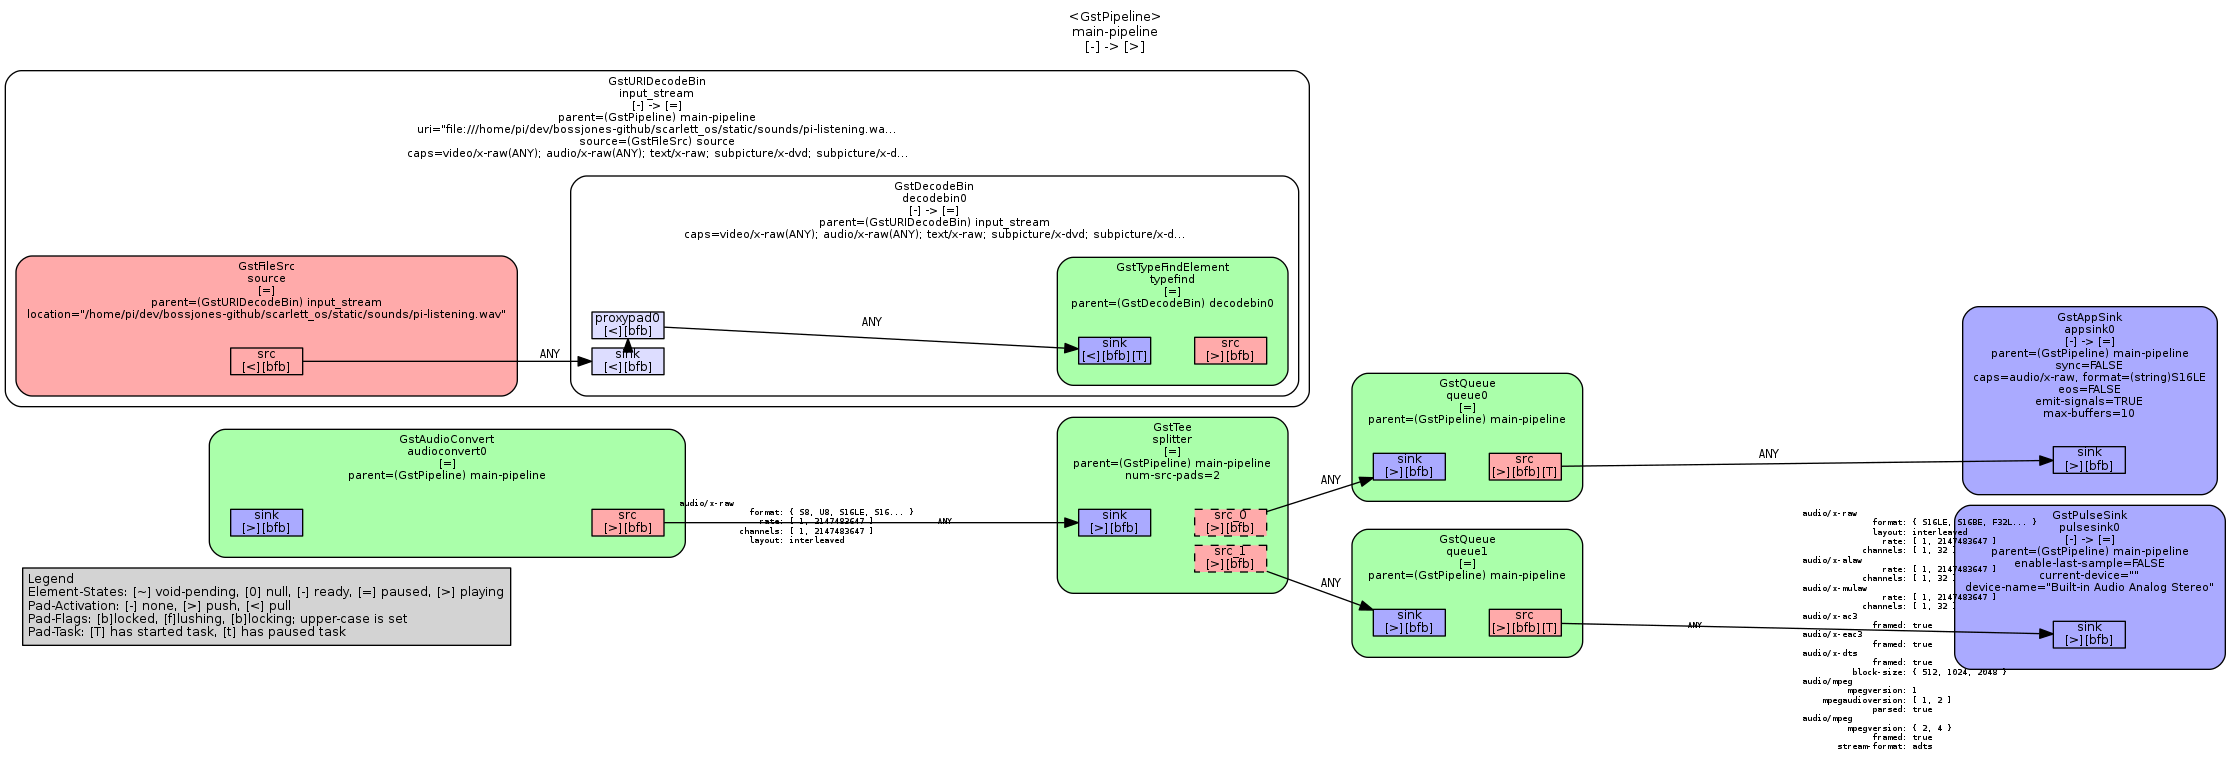 <GstPipeline>
main-pipeline
[-] -> [>]
GstURIDecodeBin
input_stream
[-] -> [=]
parent=(GstPipeline) main-pipeline
uri="file:///home/pi/dev/bossjones-github/scarlett_os/static/sounds/pi-listening.wa...
source=(GstFileSrc) source
caps=video/x-raw(ANY); audio/x-raw(ANY); text/x-raw; subpicture/x-dvd; subpicture/x-d...
GstDecodeBin
decodebin0
[-] -> [=]
parent=(GstURIDecodeBin) input_stream
caps=video/x-raw(ANY); audio/x-raw(ANY); text/x-raw; subpicture/x-dvd; subpicture/x-d...
GstFileSrc
source
[=]
parent=(GstURIDecodeBin) input_stream
location="/home/pi/dev/bossjones-github/scarlett_os/static/sounds/pi-listening.wav"
src
[<][bfb]
ANY
proxypad0
[<][bfb]
sink
[<][bfb]
ANY
GstTypeFindElement
typefind
[=]
parent=(GstDecodeBin) decodebin0
sink
[<][bfb][T]
src
[>][bfb]
GstAudioConvert
audioconvert0
[=]
parent=(GstPipeline) main-pipeline
sink
[>][bfb]
src
[>][bfb]
audio/x-raw
format: { S8, U8, S16LE, S16... }
rate: [ 1, 2147483647 ]
channels: [ 1, 2147483647 ]
layout: interleaved
ANY
GstTee
splitter
[=]
parent=(GstPipeline) main-pipeline
num-src-pads=2
sink
[>][bfb]
src_0
[>][bfb]
src_1
[>][bfb]
ANY
ANY
GstQueue
queue0
[=]
parent=(GstPipeline) main-pipeline
sink
[>][bfb]
src
[>][bfb][T]
ANY
GstQueue
queue1
[=]
parent=(GstPipeline) main-pipeline
sink
[>][bfb]
src
[>][bfb][T]
ANY
GstAppSink
appsink0
[-] -> [=]
parent=(GstPipeline) main-pipeline
sync=FALSE
caps=audio/x-raw, format=(string)S16LE
eos=FALSE
emit-signals=TRUE
max-buffers=10
sink
[>][bfb]
audio/x-raw
format: { S16LE, S16BE, F32L... }
layout: interleaved
rate: [ 1, 2147483647 ]
channels: [ 1, 32 ]
audio/x-alaw
rate: [ 1, 2147483647 ]
channels: [ 1, 32 ]
audio/x-mulaw
rate: [ 1, 2147483647 ]
channels: [ 1, 32 ]
audio/x-ac3
framed: true
audio/x-eac3
framed: true
audio/x-dts
framed: true
block-size: { 512, 1024, 2048 }
audio/mpeg
mpegversion: 1
mpegaudioversion: [ 1, 2 ]
parsed: true
audio/mpeg
mpegversion: { 2, 4 }
framed: true
stream-format: adts
GstPulseSink
pulsesink0
[-] -> [=]
parent=(GstPipeline) main-pipeline
enable-last-sample=FALSE
current-device=""
device-name="Built-in Audio Analog Stereo"
sink
[>][bfb]
Legend
Element-States: [~] void-pending, [0] null, [-] ready, [=] paused, [>] playing
Pad-Activation: [-] none, [>] push, [<] pull
Pad-Flags: [b]locked, [f]lushing, [b]locking; upper-case is set
Pad-Task: [T] has started task, [t] has paused task